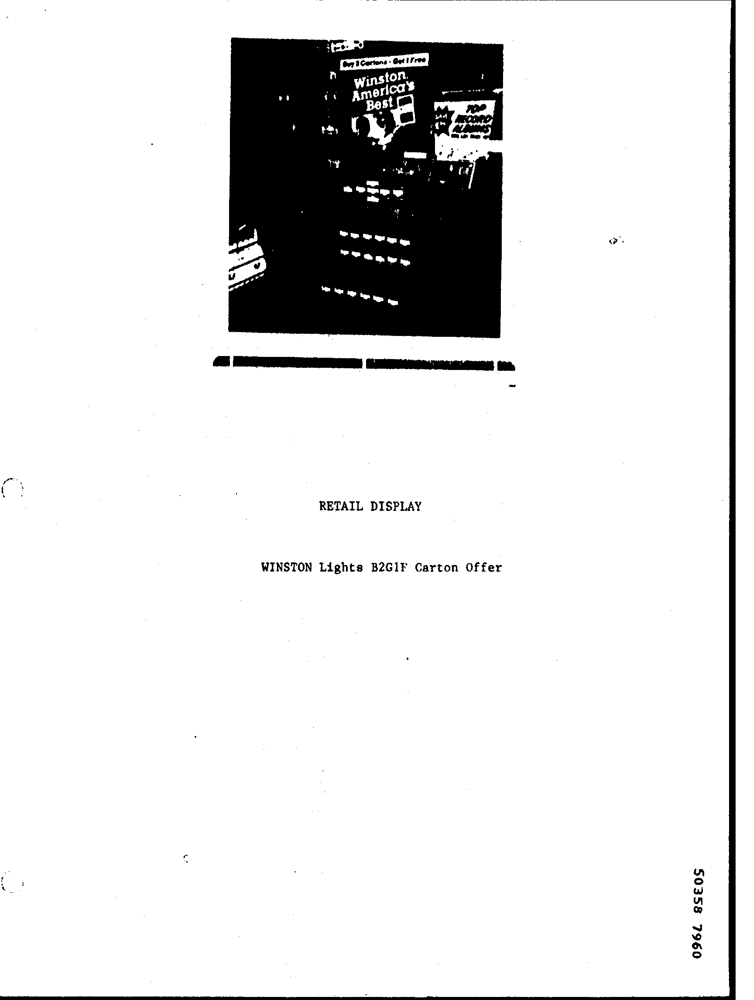 Buy 2 Cartons - Get 1 Free
Winston.
America's
Best
TOP
RECORD
ALBUMS
RETAIL DISPLAY
WINSTON Lights B2G1F Carton Offer
50358 7960